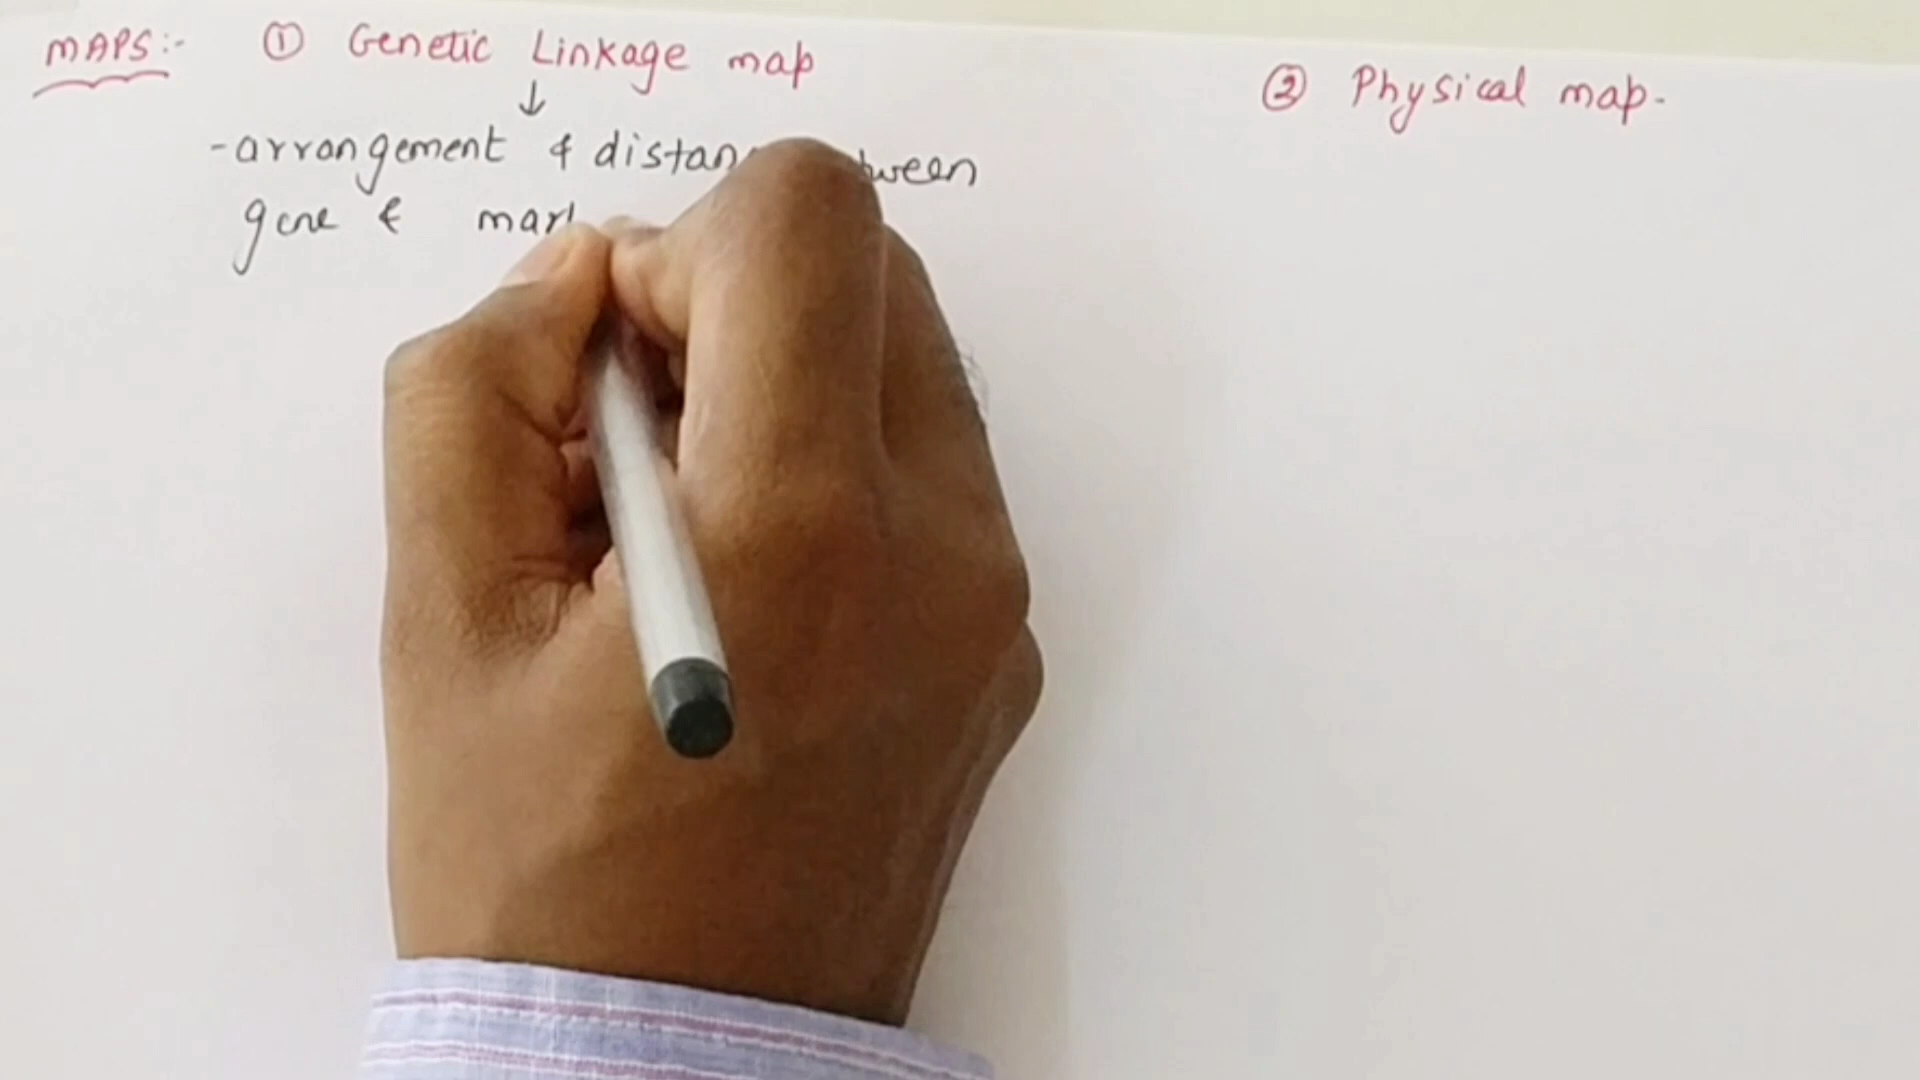 MAPS:- ① Genetic Linkage map
② Physical map.
↓
-arrangement & distan ween
gene & mar